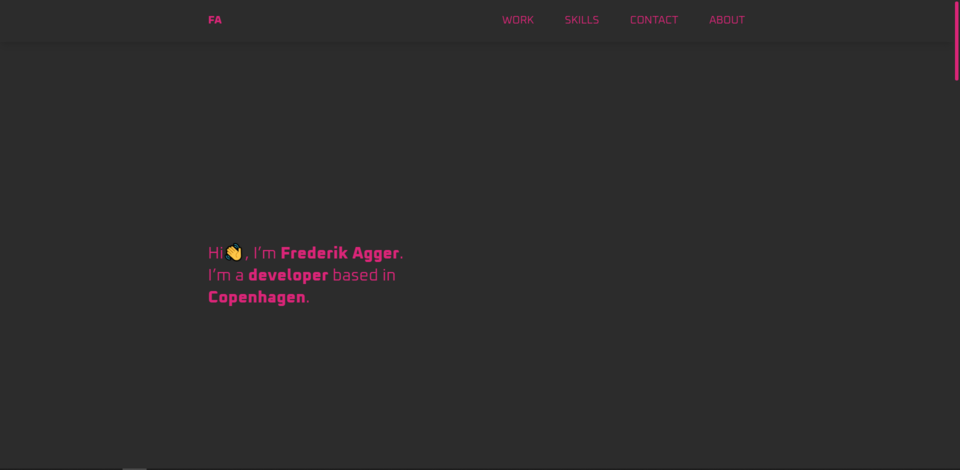 FA
WORK SKILLS CONTACT ABOUT
Hi👋, I’m Frederik Agger.
I’m a developer based in
Copenhagen.